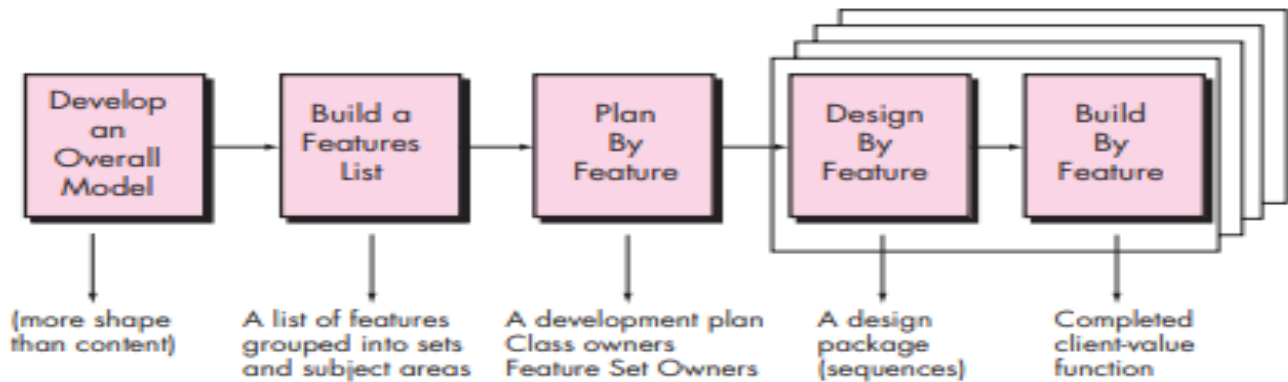 Develop
an
Overall
Model
Build a
Features
List
Plan
By
Feature
Design
By
Feature
Build
By
Feature
(more shape
than content)
A list of features
grouped into sets
and subject areas
A development plan
Class owners
Feature Set Owners
A design
package
(sequences)
Completed
client-value
function